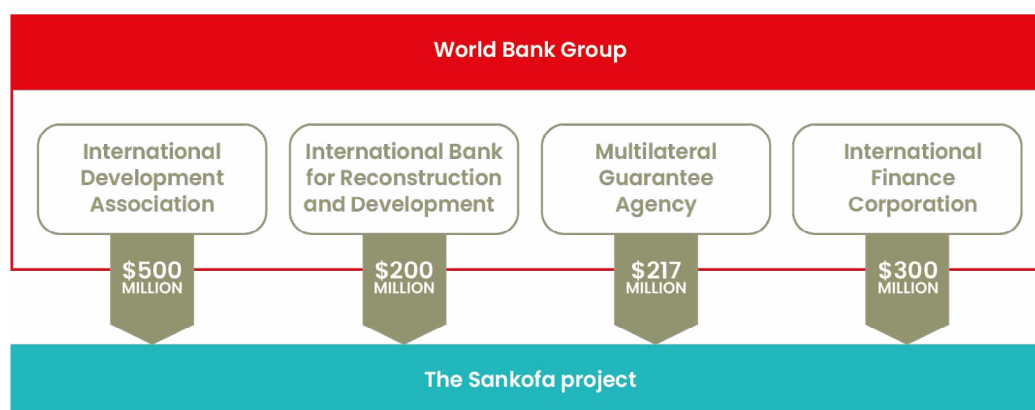 World Bank Group
International
Development
Association
International Bank
for Reconstruction
and Development
Multilateral
Guarantee
Agency
International
Finance
Corporation
$500
MILLION
$200
MILLION
$217
MILLION
$300
MILLION
The Sankofa project